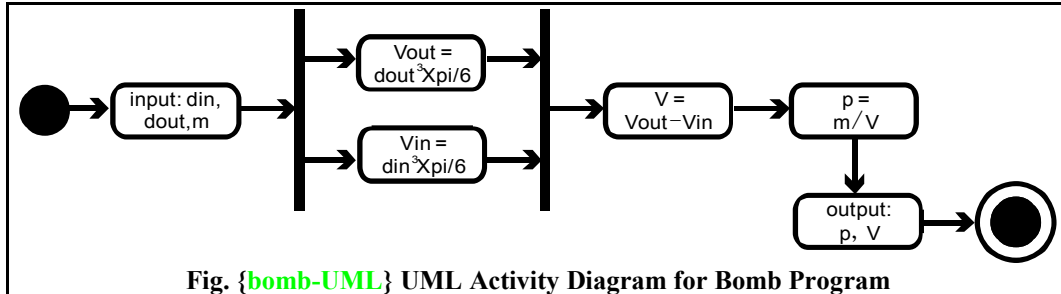 input: din,
dout,m
Vout =
dout³Xpi/6
Vin =
din³Xpi/6
V =
Vout−Vin
p =
m/V
output:
p, V
Fig. {bomb-UML} UML Activity Diagram for Bomb Program